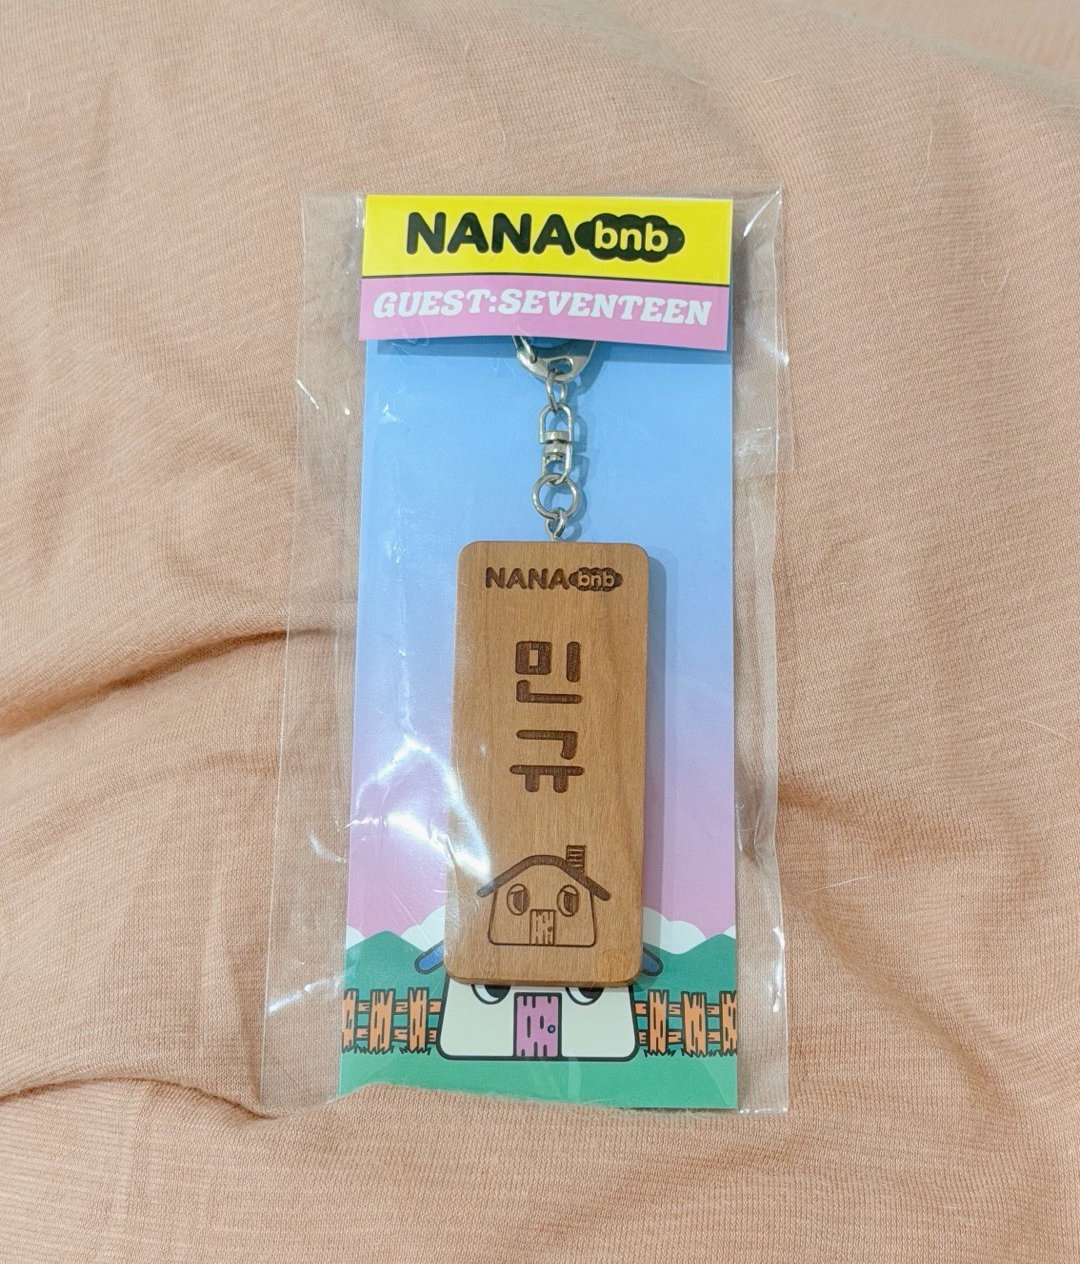 NANA bnb
GUEST:SEVENTEEN
NANA bnb
민
규